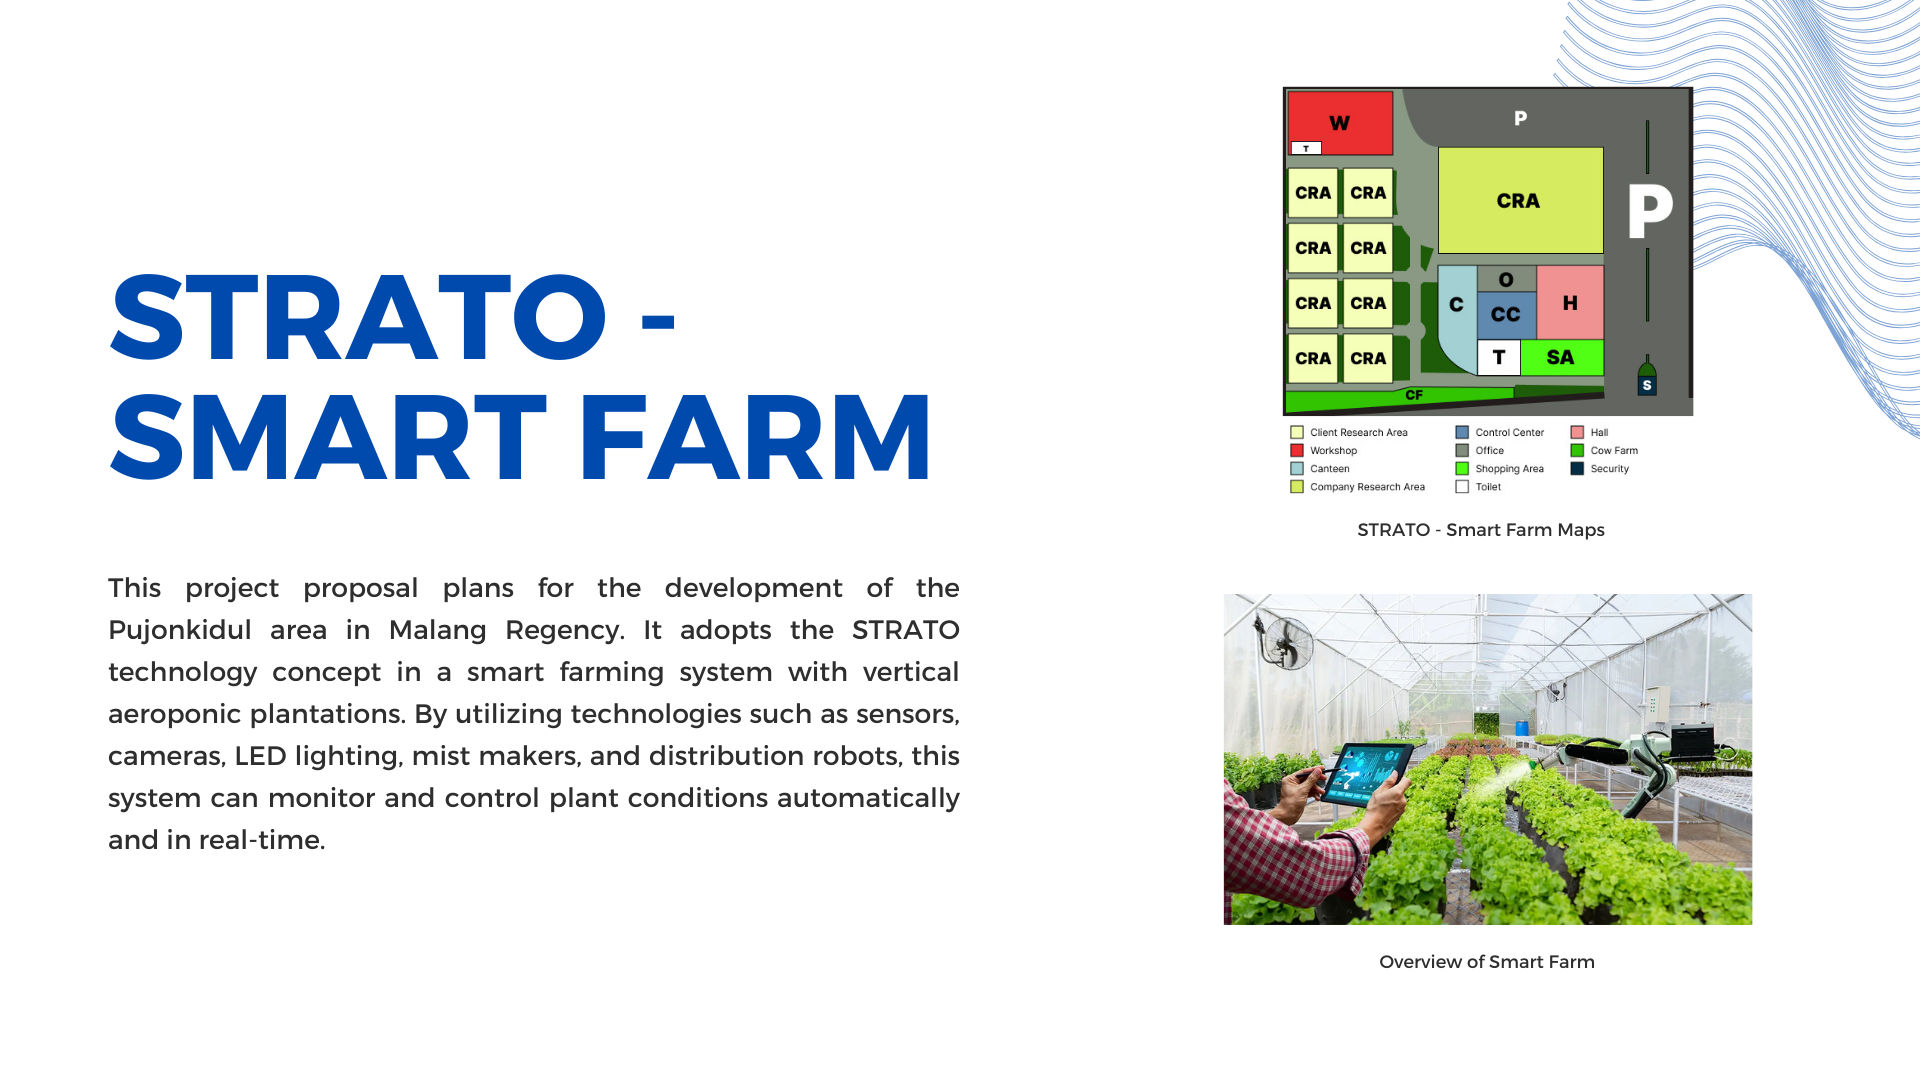 STRATO -
SMART FARM
This project proposal plans for the development of the
Pujonkidul area in Malang Regency. It adopts the STRATO
technology concept in a smart farming system with vertical
aeroponic plantations. By utilizing technologies such as sensors,
cameras, LED lighting, mist makers, and distribution robots, this
system can monitor and control plant conditions automatically
and in real-time.
W
T
P
CRA CRA
CRA
P
CRA CRA
CRA CRA
CRA CRA
C
O
CC
H
T
SA
S
CF
Client Research Area
Workshop
Canteen
Company Research Area
Control Center
Office
Shopping Area
Toilet
Hall
Cow Farm
Security
STRATO - Smart Farm Maps
Overview of Smart Farm